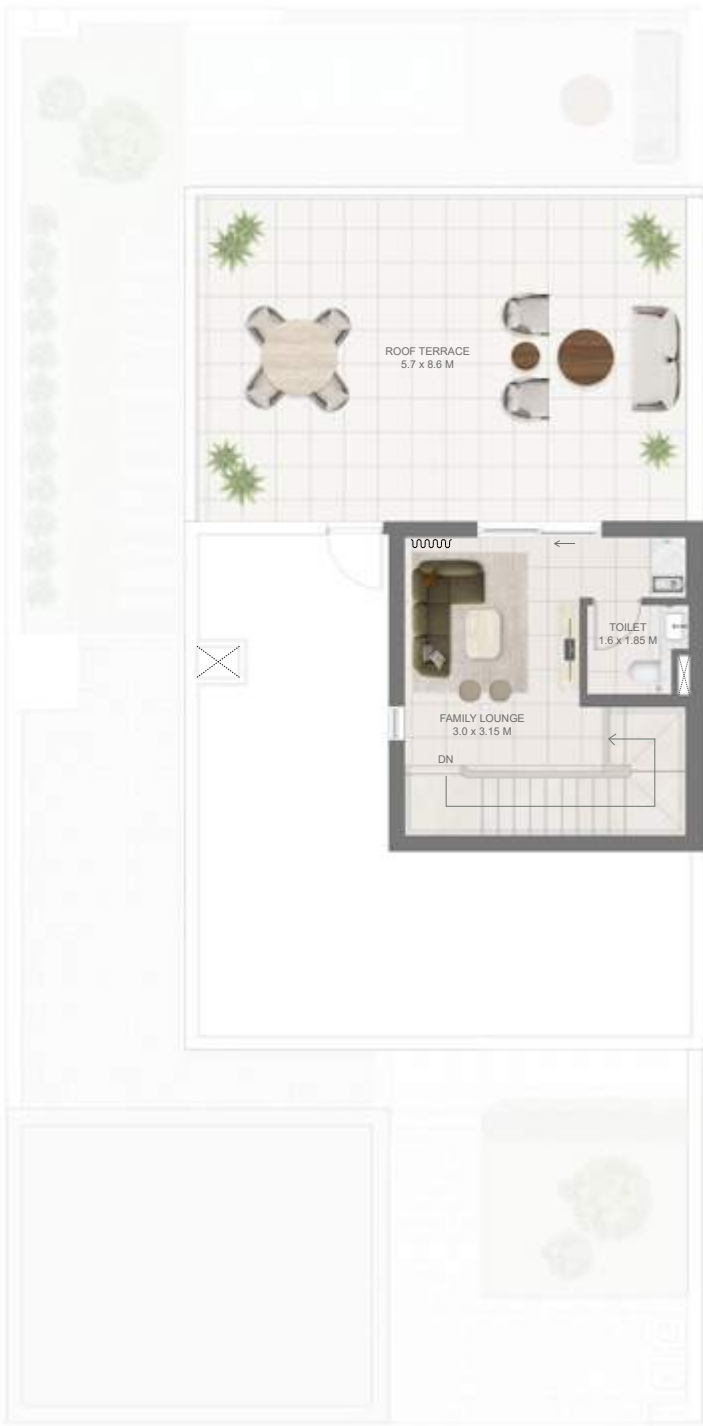 ROOF TERRACE
5.7 x 8.6 M
TOILET
1.6 x 1.85 M
FAMILY LOUNGE
3.0 x 3.15 M
DN